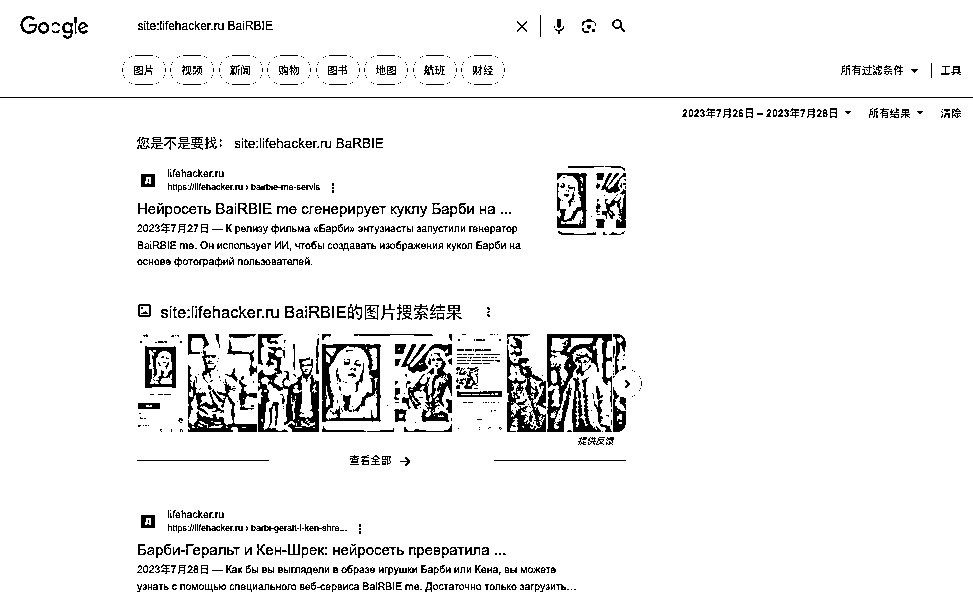 Google
site:lifehacker.ru BaiRBIE
图片 视频 新闻 购物 图书 地图 航班 财经
所有过滤条件 工具
2023年7月26日 – 2023年7月28日 所有结果 清除
您是不是要找： site:lifehacker.ru BaRBIE
lifehacker.ru
https://lifehacker.ru › bairbie-me-servis
Нейросеть BaiRBIE me сгенерирует куклу Барби на ...
2023年7月27日 — К релизу фильма «Барби» энтузиасты запустили генератор
BaiRBIE me. Он использует ИИ, чтобы создавать изображения кукол Барби на
основе фотографий пользователей.
site:lifehacker.ru BaiRBIE的图片搜索结果
提供反馈
查看全部
lifehacker.ru
https://lifehacker.ru › barbi-geralt-i-ken-shre...
Барби-Геральт и Кен-Шрек: нейросеть превратила ...
2023年7月28日 — Как бы вы выглядели в образе игрушки Барби или Кена, вы можете
узнать с помощью специального веб-сервиса BaiRBIE me. Достаточно только загрузить...